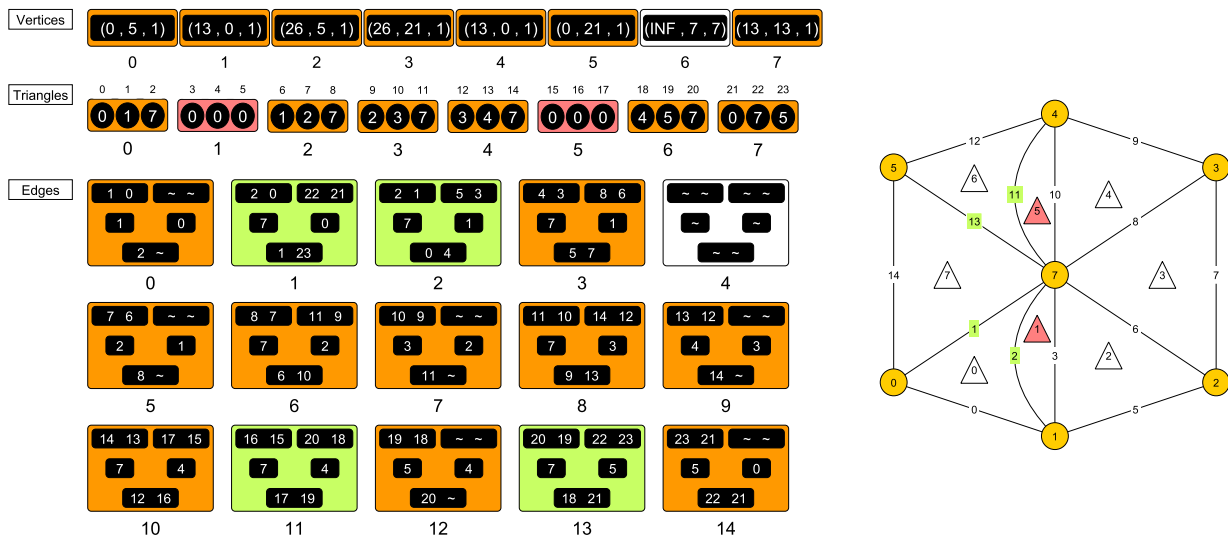 Vertices (0 , 5 , 1) (13 , 0 , 1) (26 , 5 , 1) (26 , 21 , 1) (13 , 0 , 1) (0 , 21 , 1) (INF , 7 , 7) (13 , 13 , 1)
0 1 2 3 4 5 6 7
0 1 2 3 4 5 6 7 8 9 10 11 12 13 14 15 16 17 18 19 20 21 22 23
Triangles 0 1 7 0 0 0 1 2 7 2 3 7 3 4 7 0 0 0 4 5 7 0 7 5
0 1 2 3 4 5 6 7
Edges 1 0 ~ ~ 2 0 22 21 2 1 5 3 4 3 8 6 ~ ~ ~ ~
1 0 7 0 7 1 7 1 ~ ~
2 ~ 1 23 0 4 5 7 ~ ~
0 1 2 3 4
7 6 ~ ~ 8 7 11 9 10 9 ~ ~ 11 10 14 12 13 12 ~ ~
2 1 7 2 3 2 7 3 4 3
8 ~ 6 10 11 ~ 9 13 14 ~
5 6 7 8 9
14 13 17 15 16 15 20 18 19 18 ~ ~ 20 19 22 23 23 21 ~ ~
7 4 7 4 5 4 7 5 5 0
12 16 17 19 20 ~ 18 21 22 21
10 11 12 13 14
4
12 9
5 3
6
11 10 4
5
13 8
14 7 7 3 7
1 1 6
2 3 2
0
0 2
0 5
1